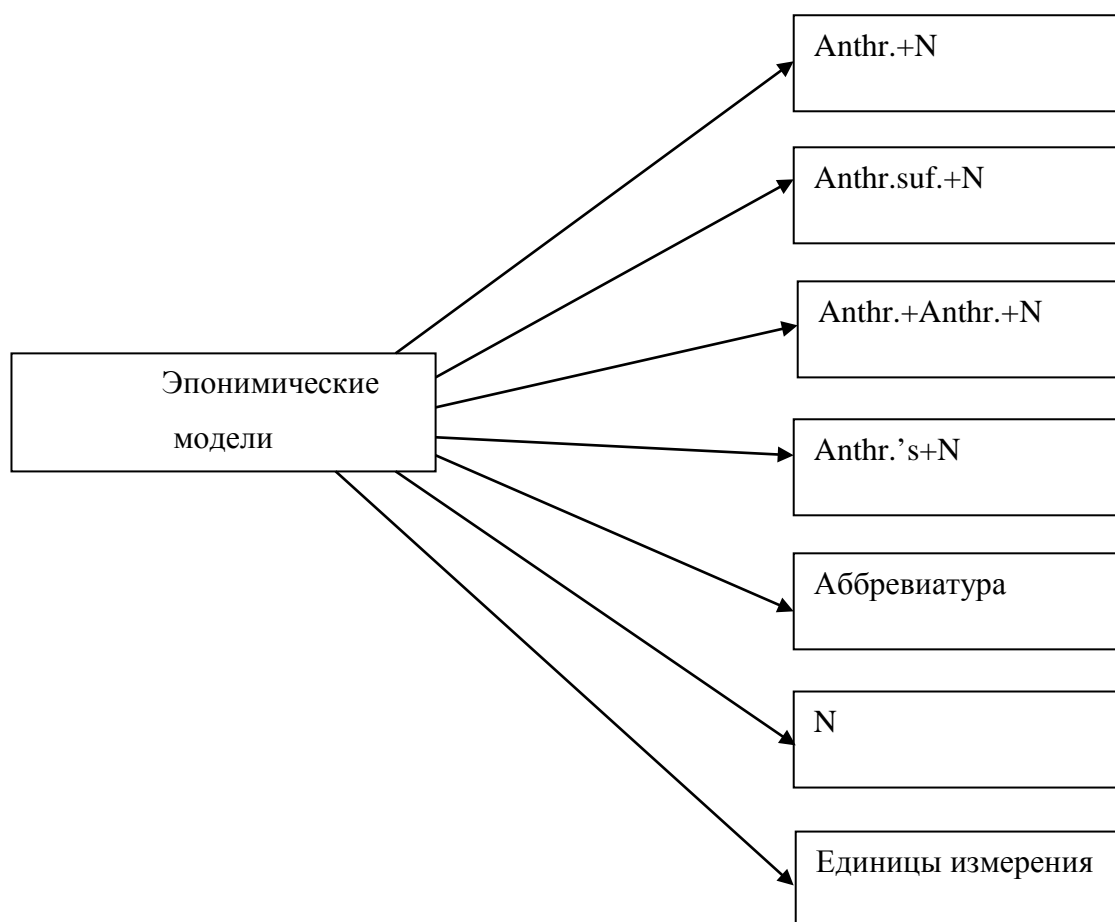 Anthr.+N
Anthr.suf.+N
Anthr.+Anthr.+N
Эпонимические
модели
Anthr.’s+N
Аббревиатура
N
Единицы измерения